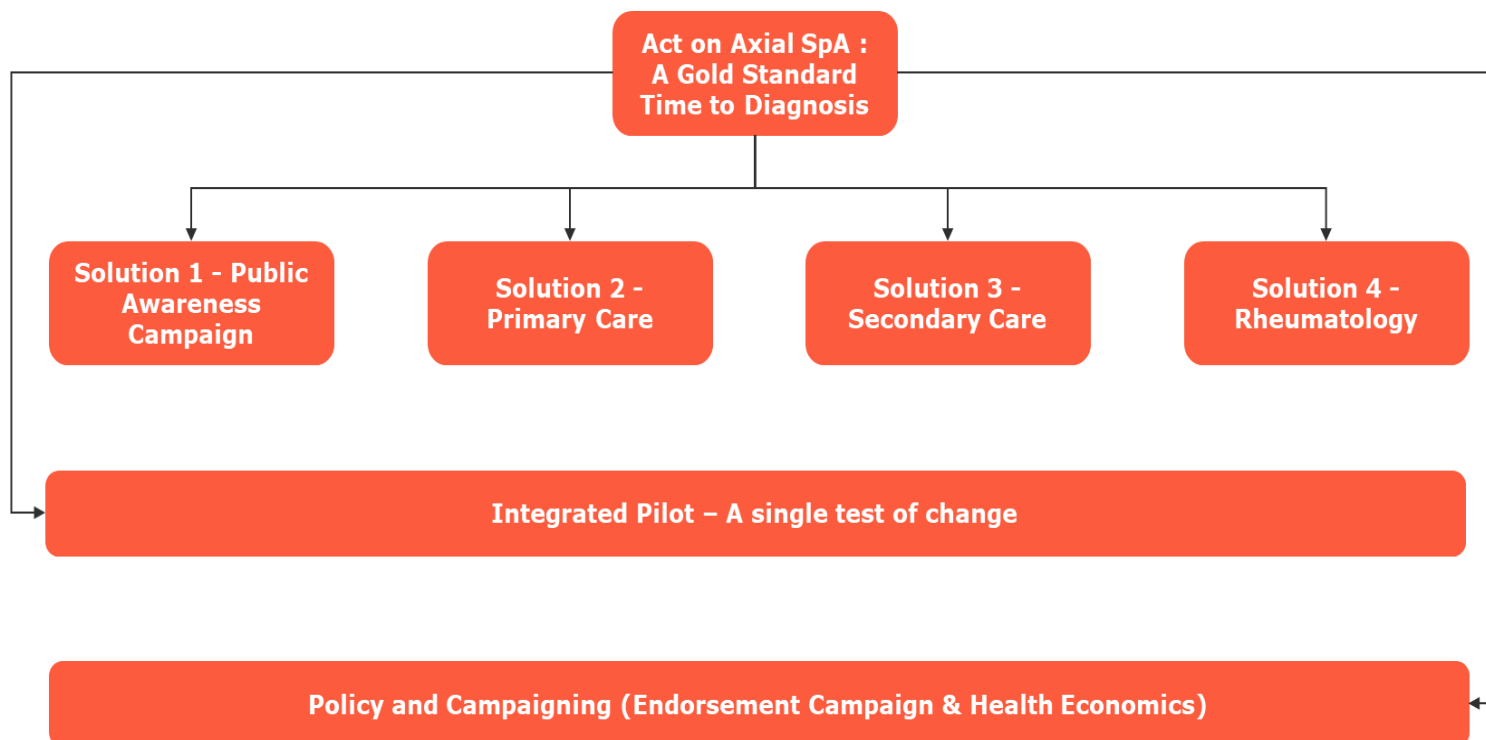 Act on Axial SpA :
A Gold Standard
Time to Diagnosis
Solution 1 - Public
Awareness
Campaign
Solution 2 -
Primary Care
Solution 3 -
Secondary Care
Solution 4 -
Rheumatology
Integrated Pilot – A single test of change
Policy and Campaigning (Endorsement Campaign & Health Economics)